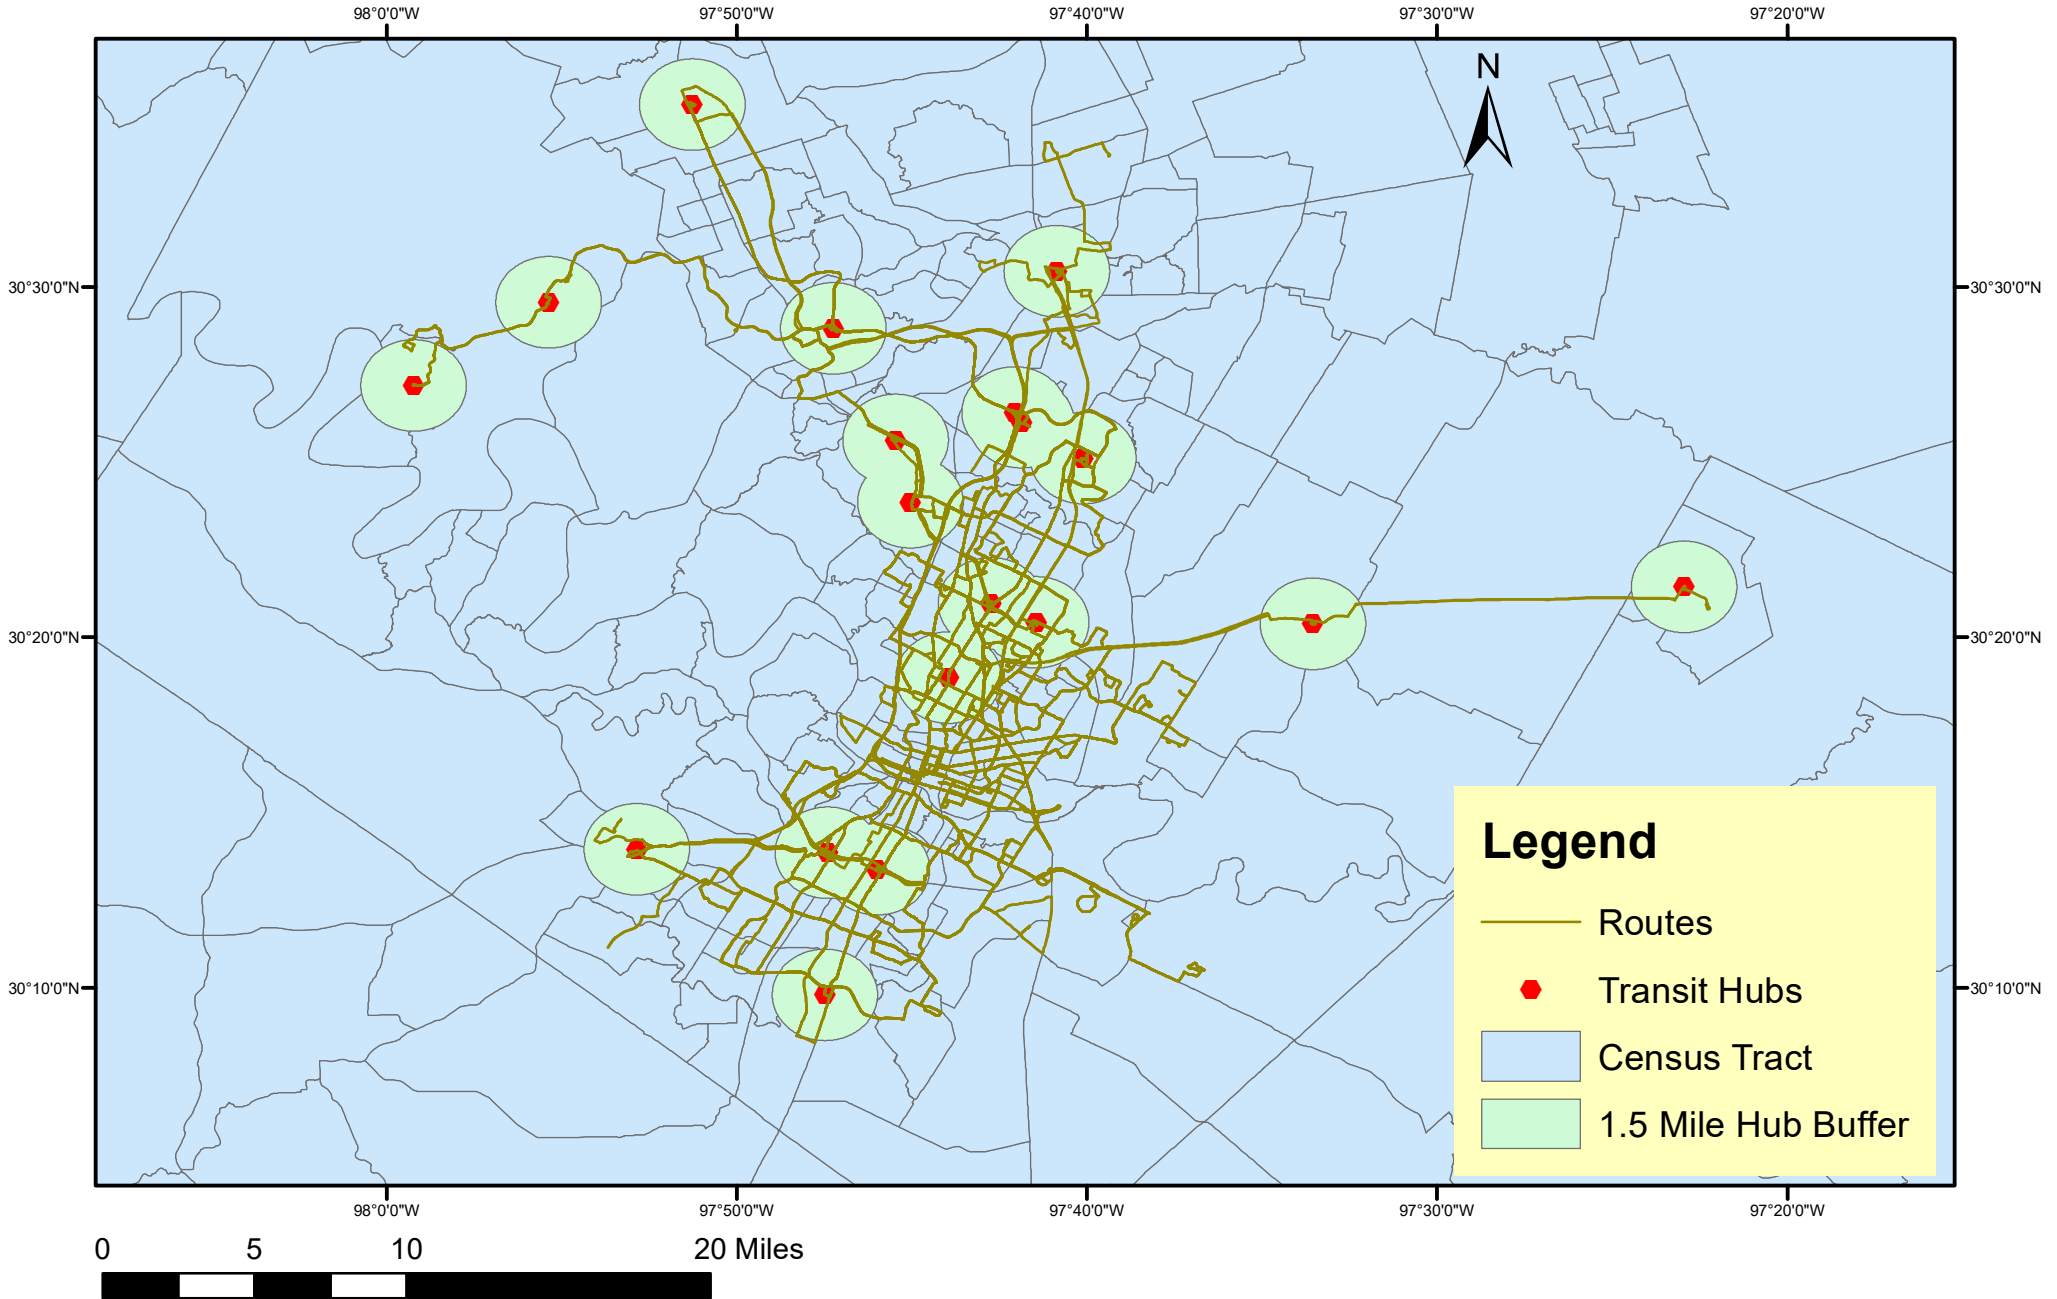 98°0'0"W 97°50'0"W 97°40'0"W 97°30'0"W 97°20'0"W
N
30°30'0"N 30°30'0"N
30°20'0"N 30°20'0"N
Legend
Routes
30°10'0"N Transit Hubs 30°10'0"N
Census Tract
1.5 Mile Hub Buffer
98°0'0"W 97°50'0"W 97°40'0"W 97°30'0"W 97°20'0"W
0 5 10 20 Miles